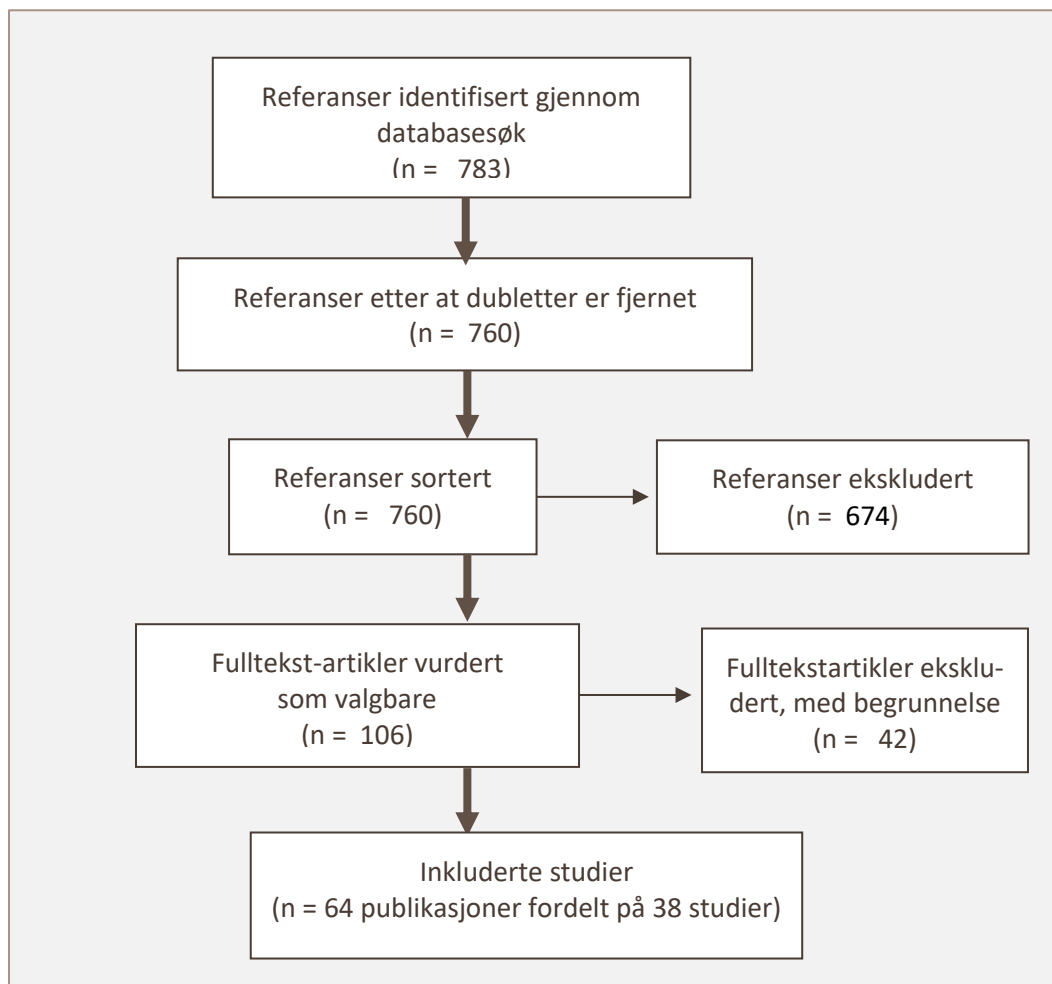 Referanser identifisert gjennom
databasesøk
(n = 783)
Referanser etter at dubletter er fjernet
(n = 760)
Referanser sortert
(n = 760)
Referanser ekskludert
(n = 674)
Fulltekst-artikler vurdert
som valgbare
(n = 106)
Fulltekstartikler eksklu-
dert, med begrunnelse
(n = 42)
Inkluderte studier
(n = 64 publikasjoner fordelt på 38 studier)